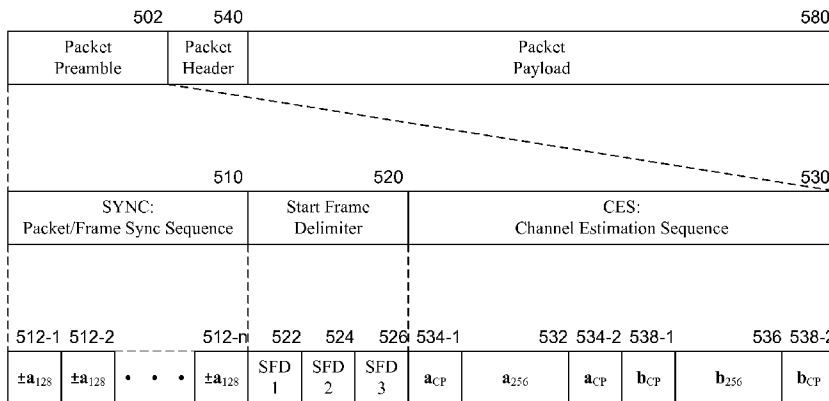 502 540 580
Packet Preamble Packet Header Packet Payload
510 520 530
SYNC: Packet/Frame Sync Sequence Start Frame Delimiter CES: Channel Estimation Sequence
512-1 512-2 512-n 522 524 526 534-1 532 534-2 538-1 536 538-2
±a128 ±a128 • • • ±a128 SFD 1 SFD 2 SFD 3 aCP a256 aCP bCP b256 bCP